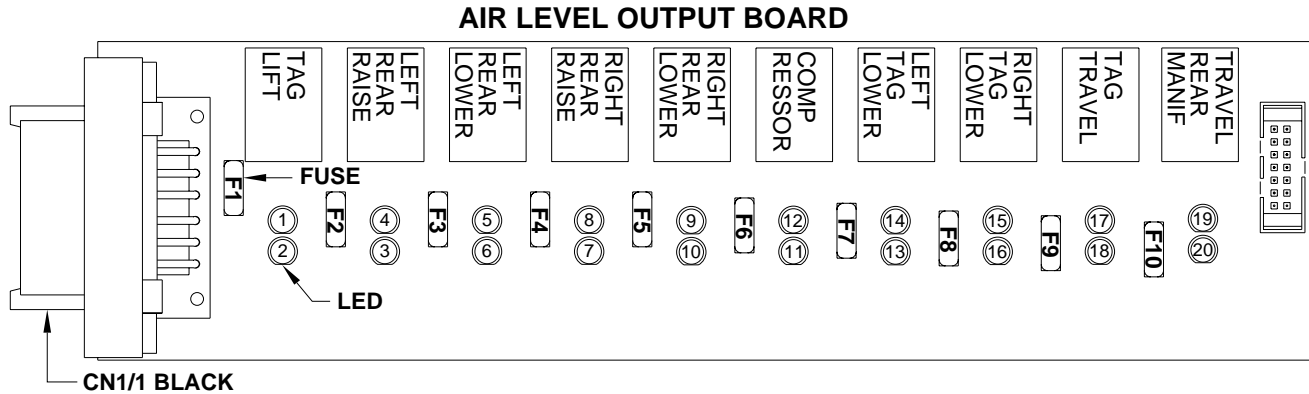 AIR LEVEL OUTPUT BOARD
TAG
LIFT
LEFT
REAR
RAISE
LEFT
REAR
LOWER
RIGHT
REAR
RAISE
RIGHT
REAR
LOWER
COMP
RESSOR
LEFT
TAG
LOWER
RIGHT
TAG
LOWER
TAG
TRAVEL
TRAVEL
REAR
MANIF
F1
FUSE
F2
F3
F4
F5
F6
F7
F8
F9
F10
1
4
5
8
9
12
14
15
17
19
2
3
6
7
10
11
13
16
18
20
LED
CN1/1 BLACK